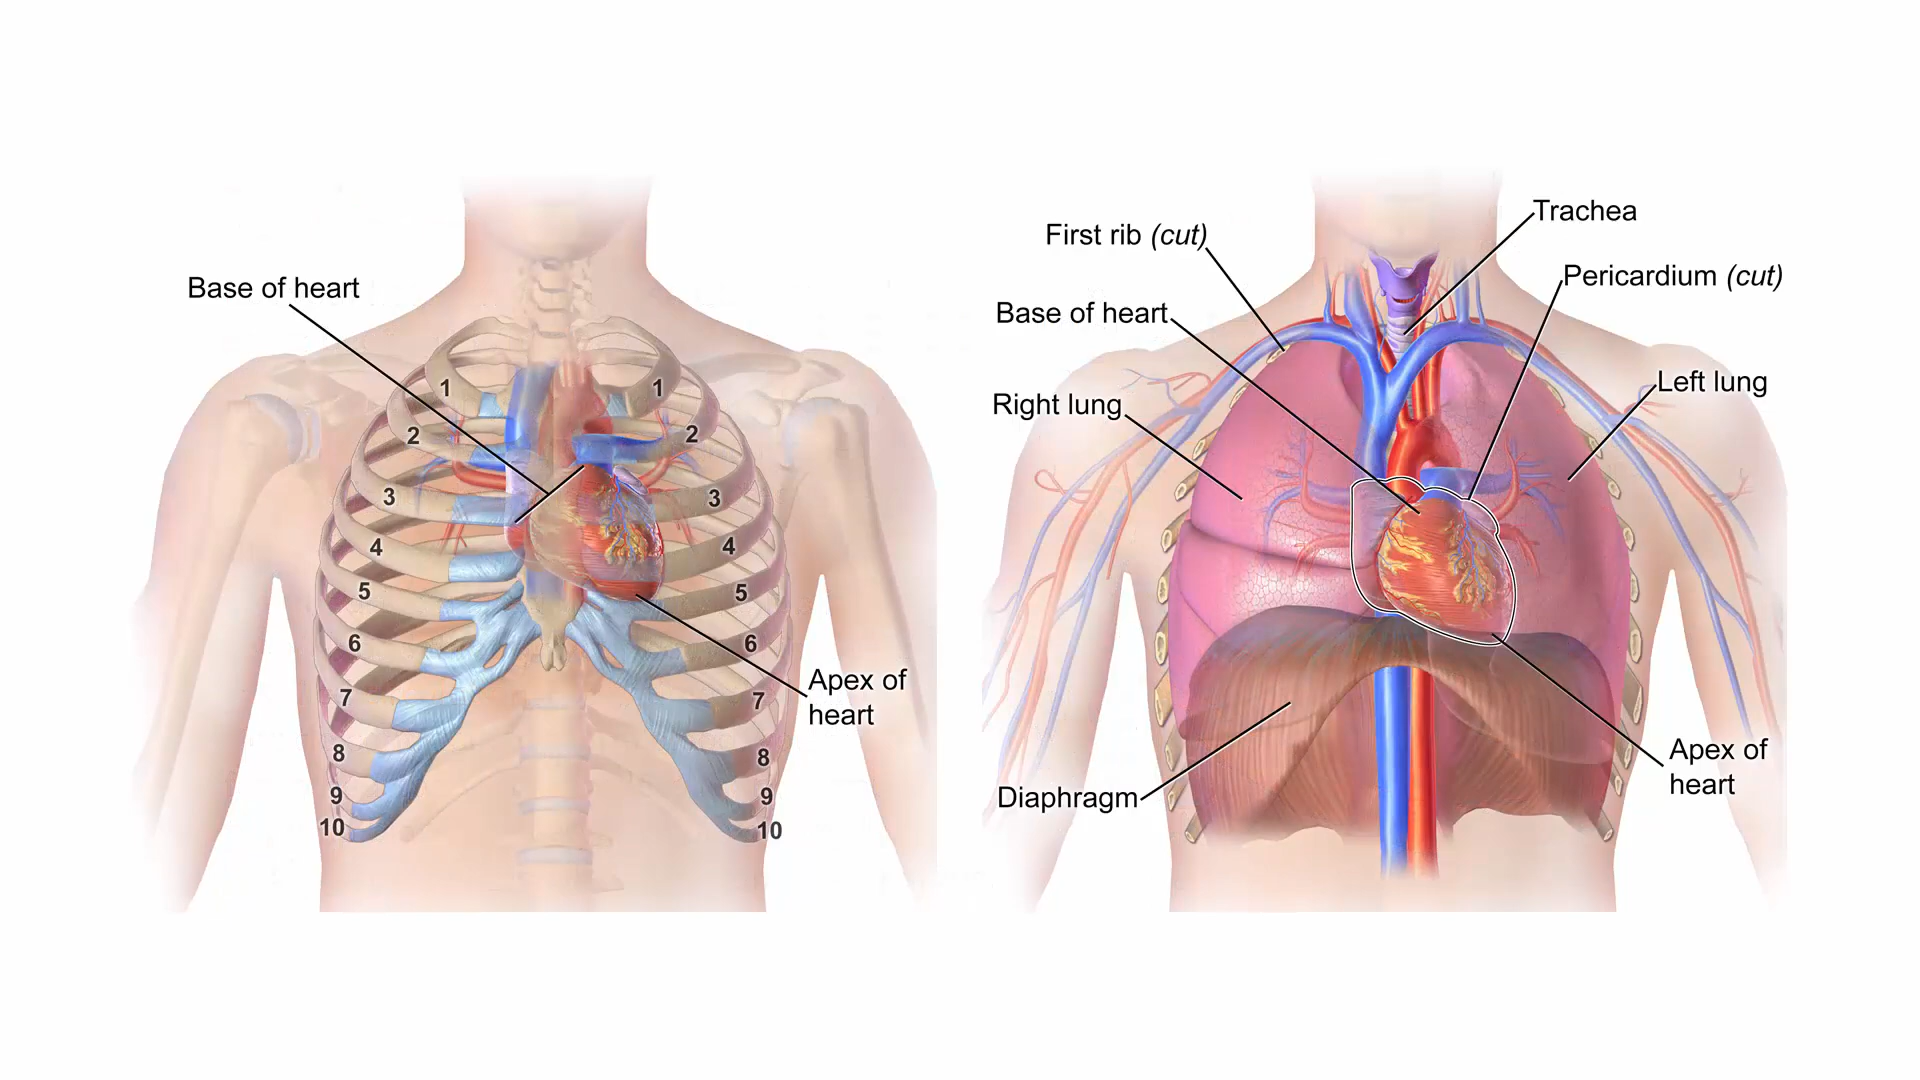 Base of heart
1 1
2 2
3 3
4 4
5 5
6 6
7 7
8 8
9 9
10 10
Apex of
heart
Trachea
First rib (cut)
Pericardium (cut)
Base of heart
Left lung
Right lung
Apex of
heart
Diaphragm